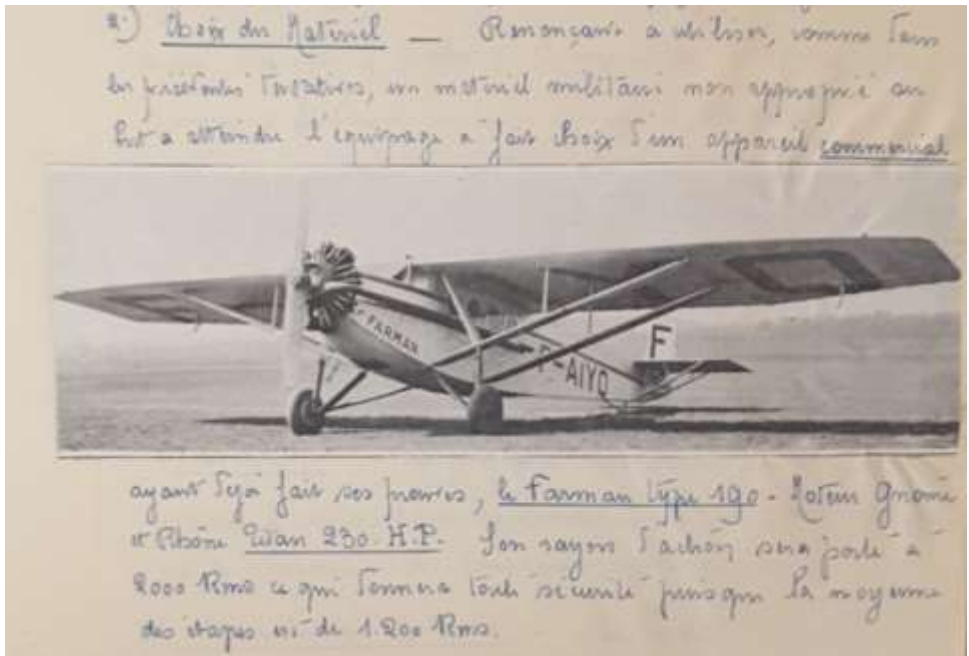 2°) Choix du Matériel — Renonçant à utiliser, comme dans
les précédentes tentatives, un matériel militaire non approprié au
but à atteindre l'équipage a fait choix d'un appareil commercial
FARMAN
F
F-AIYQ
ayant déjà fait ses preuves, le Farman type 190 - Moteur Gnome
et Rhône Titan 230 H.P. Son rayon d'action sera porté à
2000 Kms ce qui donnera toute sécurité puisque la moyenne
des étapes est de 1.200 Kms.